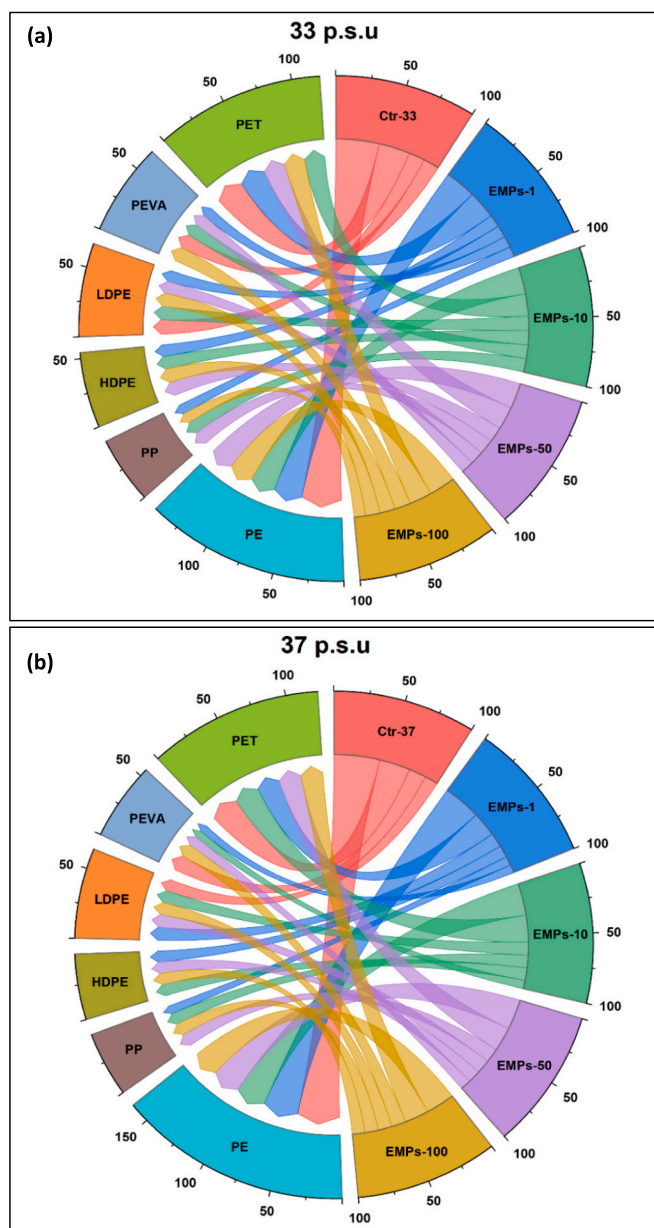 (a)
33 p.s.u
PET
50
100
Ctr-33
50
100
EMPs-1
50
100
EMPs-10
50
100
EMPs-50
50
100
EMPs-100
50
100
PE
50
100
PP
HDPE
50
LDPE
50
PEVA
50
(b)
37 p.s.u
PET
50
100
Ctr-37
50
100
EMPs-1
50
100
EMPs-10
50
100
EMPs-50
50
100
EMPs-100
50
100
PE
50
100
150
PP
HDPE
LDPE
50
PEVA
50